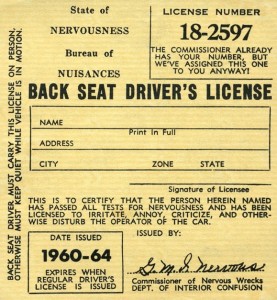 State of
NERVOUSNESS
Bureau of
NUISANCES
LICENSE NUMBER
18-2597
THE COMMISSIONER ALREADY
HAS YOUR NUMBER, BUT
WE'VE ASSIGNED THIS ONE
TO YOU ANYWAY!
BACK SEAT DRIVER MUST CARRY THIS LICENSE ON PERSON.
OTHERWISE MUST KEEP QUIET WHILE VEHICLE IS IN MOTION.
BACK SEAT DRIVER'S LICENSE
NAME
Print In Full
ADDRESS
CITY ZONE STATE
Signature of Licensee
THIS IS TO CERTIFY THAT THE PERSON HEREIN NAMED
HAS PASSED ALL TESTS FOR NERVOUSNESS AND HAS BEEN
LICENSED TO IRRITATE, ANNOY, CRITICIZE, AND OTHER-
WISE DISTURB THE OPERATOR OF THE CAR.
DATE ISSUED
1960-64
EXPIRES WHEN
REGULAR DRIVER'S
LICENSE IS TAKEN
ISSUED BY:
G. M. I. Nervous
Commissioner of Nervous Wrecks
DEPT. OF INTERIOR CONFUSION